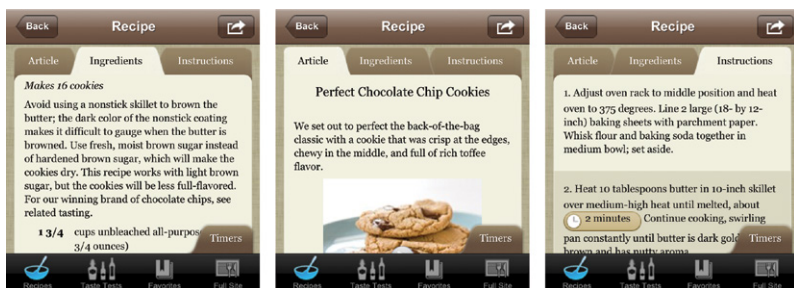 Back Recipe
Article Ingredients Instructions
Makes 16 cookies
Avoid using a nonstick skillet to brown the
butter; the dark color of the nonstick coating
makes it difficult to gauge when the butter is
browned. Use fresh, moist brown sugar instead
of hardened brown sugar, which will make the
cookies dry. This recipe works with light brown
sugar, but the cookies will be less full-flavored.
For our winning brand of chocolate chips, see
related tasting.
1 3/4 cups unbleached all-purpos
3/4 ounces)
Timers
Recipes Taste Tests Favorites Full Site
Back Recipe
Article Ingredients Instructions
Perfect Chocolate Chip Cookies
We set out to perfect the back-of-the-bag
classic with a cookie that was crisp at the edges,
chewy in the middle, and full of rich toffee
flavor.
Timers
Recipes Taste Tests Favorites Full Site
Back Recipe
Article Ingredients Instructions
1. Adjust oven rack to middle position and heat
oven to 375 degrees. Line 2 large (18- by 12-
inch) baking sheets with parchment paper.
Whisk flour and baking soda together in
medium bowl; set aside.
2. Heat 10 tablespoons butter in 10-inch skillet
over medium-high heat until melted, about
2 minutes Continue cooking, swirling
pan constantly until butter is dark gold
brown and has nutty aroma
Timers
Recipes Taste Tests Favorites Full Site